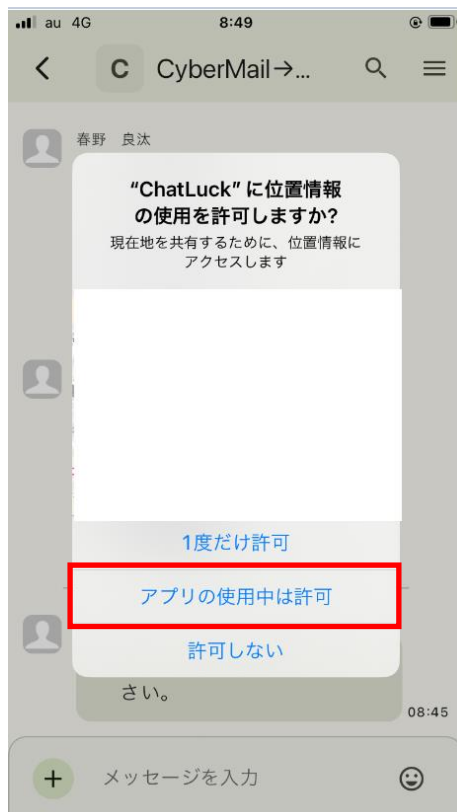 au 4G 8:49
C CyberMail→...
春野 良汰
“ChatLuck” に位置情報
の使用を許可しますか?
現在地を共有するために、位置情報に
アクセスします
1度だけ許可
アプリの使用中は許可
許可しない
さい。
08:45
メッセージを入力